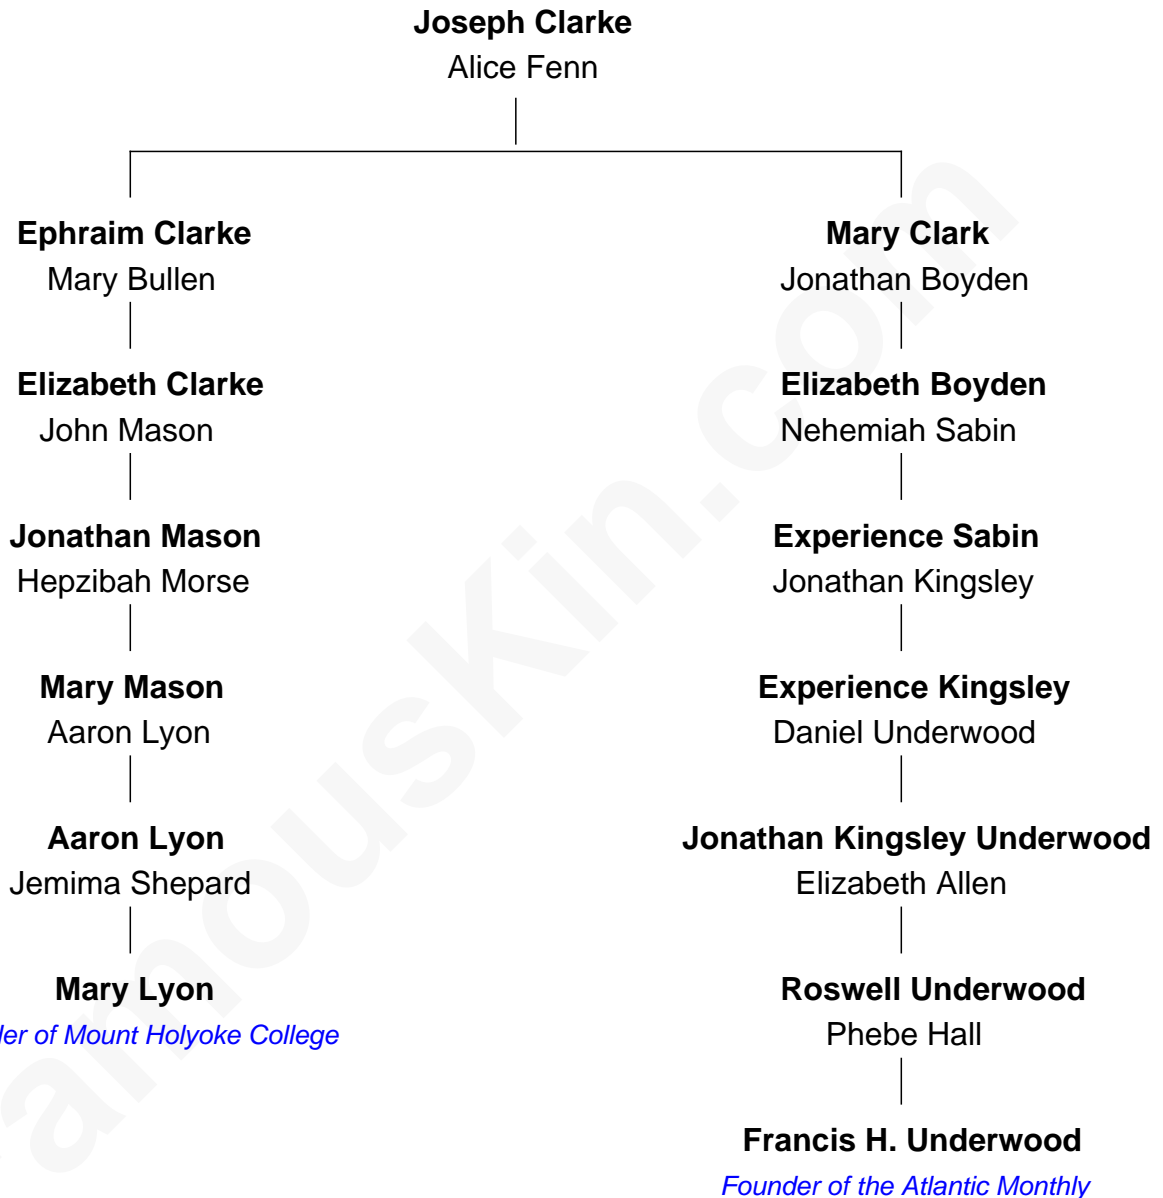 Joseph Clarke
Alice Fenn
Ephraim Clarke
Mary Bullen
Elizabeth Clarke
John Mason
Jonathan Mason
Hepzibah Morse
Mary Mason
Aaron Lyon
Aaron Lyon
Jemima Shepard
Mary Lyon
der of Mount Holyoke College
Mary Clark
Jonathan Boyden
Elizabeth Boyden
Nehemiah Sabin
Experience Sabin
Jonathan Kingsley
Experience Kingsley
Daniel Underwood
Jonathan Kingsley Underwood
Elizabeth Allen
Roswell Underwood
Phebe Hall
Francis H. Underwood
Founder of the Atlantic Monthly
amouskin.com